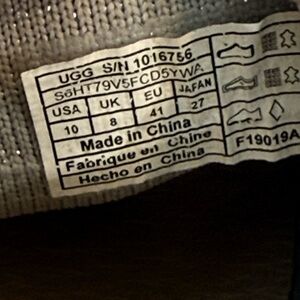 UGG S/N 1016756
S6HT79V5FCD5YWA
USA UK EU JAPAN
10 8 41 27
Made in China
Fabriqué en Chine
Hecho en China
F19019A